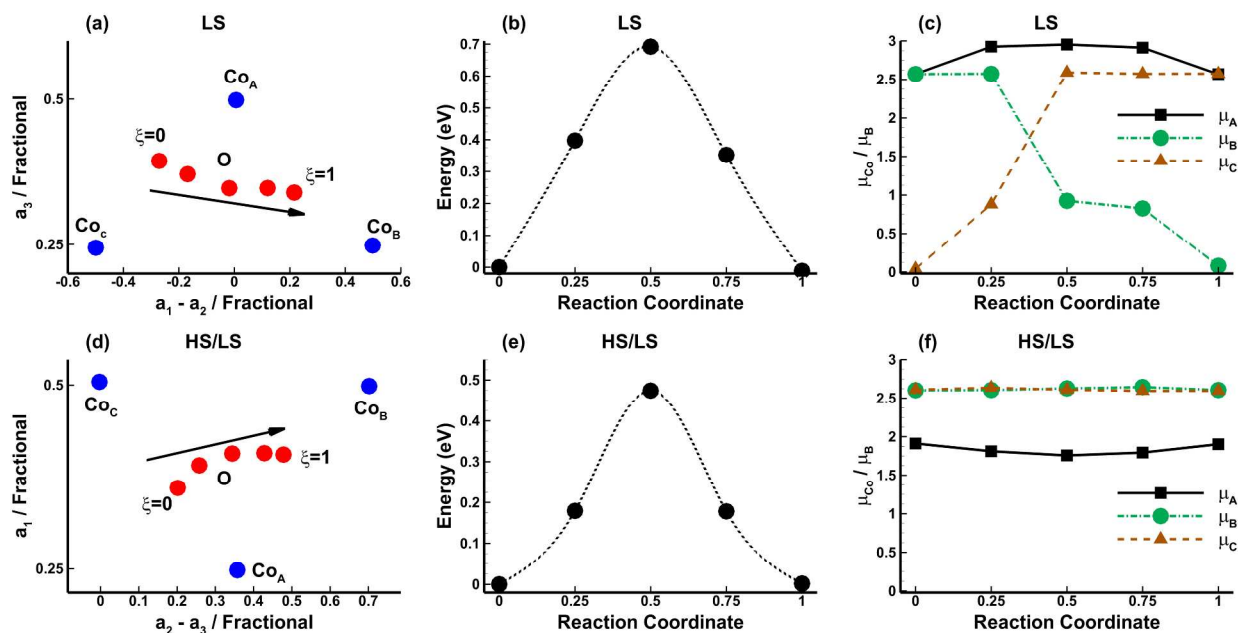 (a) LS
Co_A
0.5
ξ=0
O
ξ=1
Co_c
Co_B
0.25
a_3 / Fractional
-0.6 -0.4 -0.2 0 0.2 0.4 0.6
a_1 - a_2 / Fractional
(b) LS
0.7
0.6
0.5
0.4
0.3
0.2
0.1
0
Energy (eV)
0 0.25 0.5 0.75 1
Reaction Coordinate
(c) LS
3
2.5
2
1.5
1
0.5
0
μ_Co / μ_B
μ_A
μ_B
μ_C
0 0.25 0.5 0.75 1
Reaction Coordinate
(d) HS/LS
0.5
Co_C
Co_B
ξ=1
O
ξ=0
Co_A
0.25
a_1 / Fractional
0 0.1 0.2 0.3 0.4 0.5 0.6 0.7
a_2 - a_3 / Fractional
(e) HS/LS
0.5
0.4
0.3
0.2
0.1
0
Energy (eV)
0 0.25 0.5 0.75 1
Reaction Coordinate
(f) HS/LS
3
2.5
2
1.5
1
0.5
0
μ_Co / μ_B
μ_A
μ_B
μ_C
0 0.25 0.5 0.75 1
Reaction Coordinate